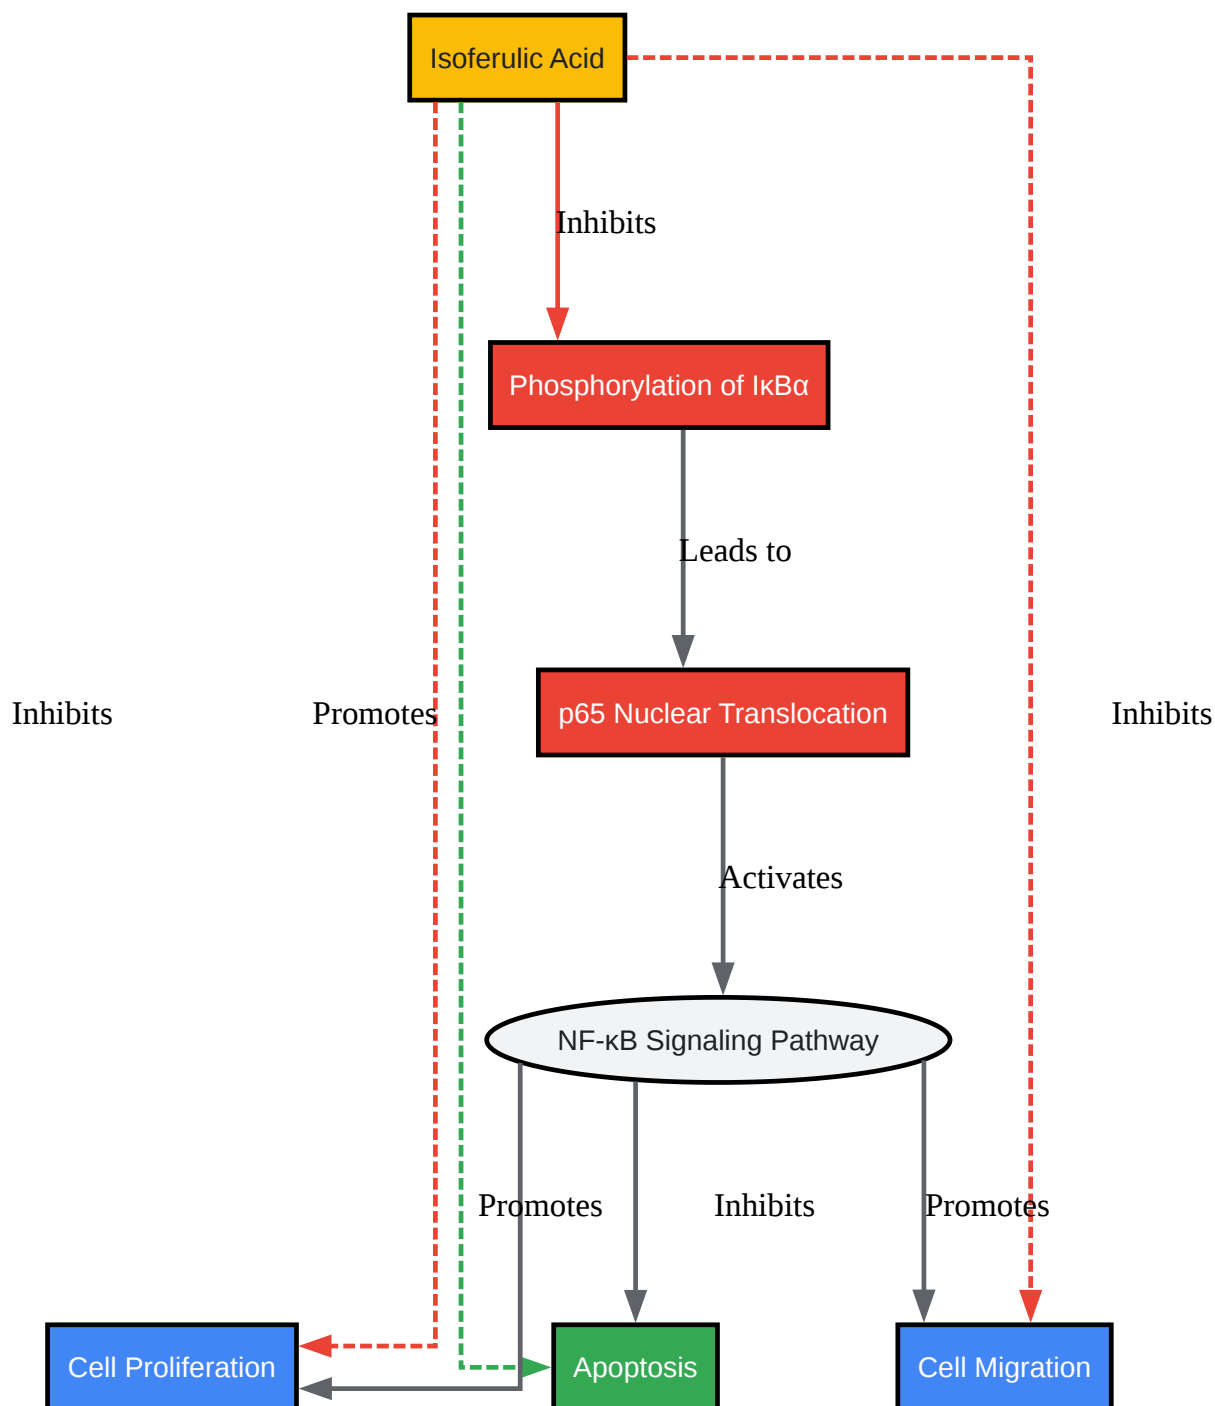 Isoferulic Acid
Inhibits
Phosphorylation of IκBα
Leads to
Inhibits
Promotes
p65 Nuclear Translocation
Inhibits
Activates
NF-κB Signaling Pathway
Promotes
Inhibits
Promotes
Cell Proliferation
Apoptosis
Cell Migration